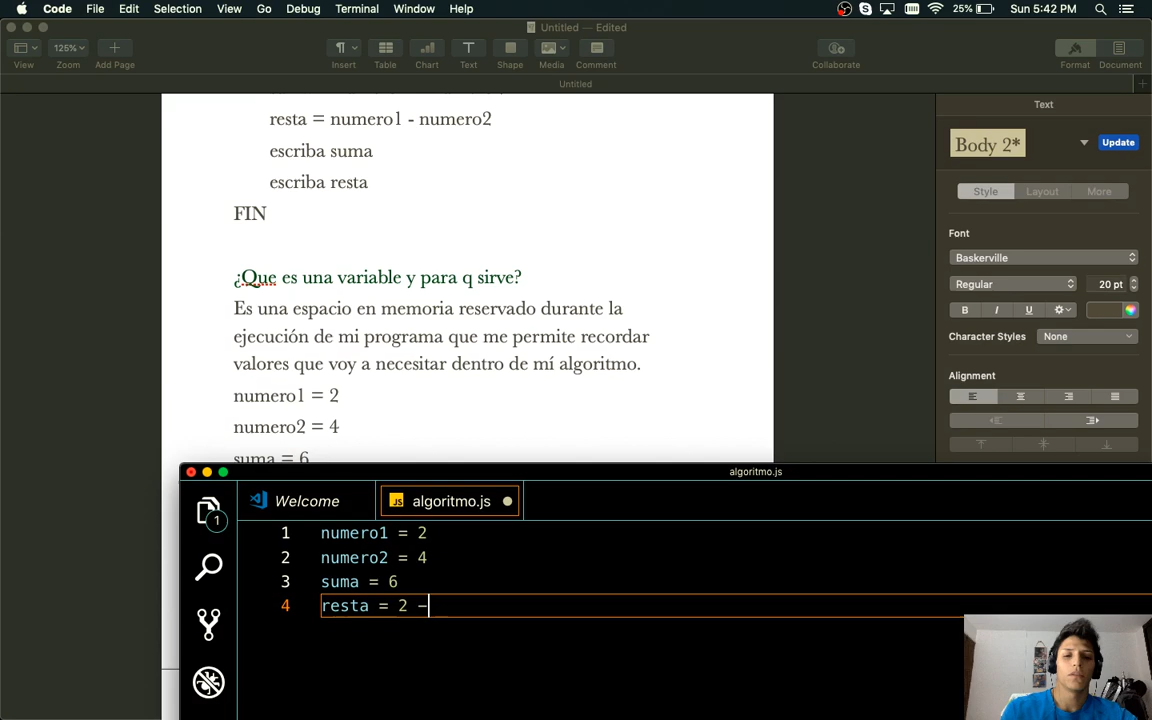 Code File Edit Selection View Go Debug Terminal Window Help 25% Sun 5:42 PM
Untitled — Edited
125%
View Zoom Add Page Insert Table Chart Text Shape Media Comment Collaborate Format Document
Untitled
Text
Body 2*
Update
Style Layout More
Font
Baskerville
Regular 20 pt
B I U
Character Styles None
Alignment
resta = numero1 - numero2
escriba suma
escriba resta
FIN
¿Que es una variable y para q sirve?
Es una espacio en memoria reservado durante la
ejecución de mi programa que me permite recordar
valores que voy a necesitar dentro de mí algoritmo.
numero1 = 2
numero2 = 4
suma = 6
algoritmo.js
Welcome
JS algoritmo.js
1
1 numero1 = 2
2 numero2 = 4
3 suma = 6
4 resta = 2 -